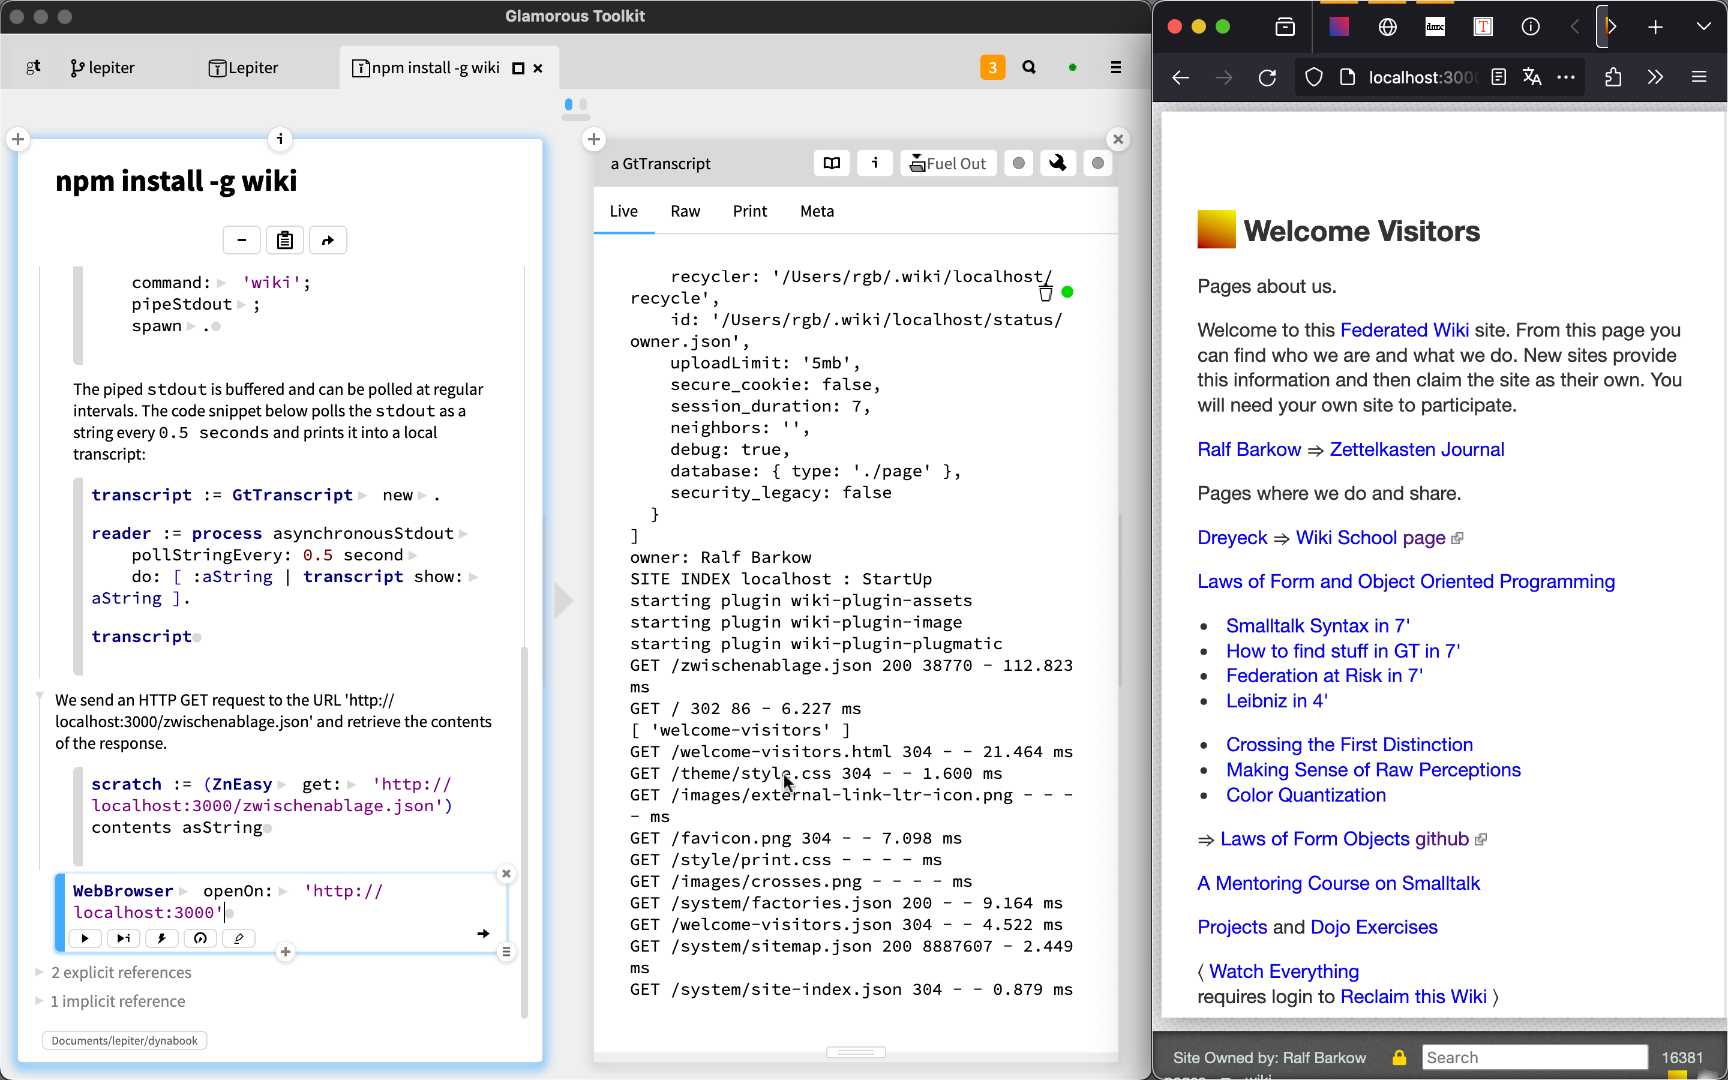 Glamorous Toolkit
gt
lepiter
Lepiter
npm install -g wiki
3
npm install -g wiki
command: 'wiki';
pipeStdout ;
spawn .
The piped stdout is buffered and can be polled at regular
intervals. The code snippet below polls the stdout as a
string every 0.5 seconds and prints it into a local
transcript:
transcript := GtTranscript new .
reader := process asynchronousStdout
pollStringEvery: 0.5 second
do: [ :aString | transcript show:
aString ].
transcript
We send an HTTP GET request to the URL 'http://
localhost:3000/zwischenablage.json' and retrieve the contents
of the response.
scratch := (ZnEasy get: 'http://
localhost:3000/zwischenablage.json')
contents asString
WebBrowser openOn: 'http://
localhost:3000'
2 explicit references
1 implicit reference
Documents/lepiter/dynabook
a GtTranscript
Fuel Out
Live Raw Print Meta
recycler: '/Users/rgb/.wiki/localhost/
recycle',
id: '/Users/rgb/.wiki/localhost/status/
owner.json',
uploadLimit: '5mb',
secure_cookie: false,
session_duration: 7,
neighbors: '',
debug: true,
database: { type: './page' },
security_legacy: false
}
]
owner: Ralf Barkow
SITE INDEX localhost : StartUp
starting plugin wiki-plugin-assets
starting plugin wiki-plugin-image
starting plugin wiki-plugin-plugmatic
GET /zwischenablage.json 200 38770 - 112.823
ms
GET / 302 86 - 6.227 ms
[ 'welcome-visitors' ]
GET /welcome-visitors.html 304 - - 21.464 ms
GET /theme/style.css 304 - - 1.600 ms
GET /images/external-link-ltr-icon.png - - -
- ms
GET /favicon.png 304 - - 7.098 ms
GET /style/print.css - - - - ms
GET /images/crosses.png - - - - ms
GET /system/factories.json 200 - - 9.164 ms
GET /welcome-visitors.json 304 - - 4.522 ms
GET /system/sitemap.json 200 8887607 - 2.449
ms
GET /system/site-index.json 304 - - 0.879 ms
dmx
T
localhost:3000
Welcome Visitors
Pages about us.
Welcome to this Federated Wiki site. From this page you
can find who we are and what we do. New sites provide
this information and then claim the site as their own. You
will need your own site to participate.
Ralf Barkow ⇒ Zettelkasten Journal
Pages where we do and share.
Dreyeck ⇒ Wiki School page
Laws of Form and Object Oriented Programming
• Smalltalk Syntax in 7'
• How to find stuff in GT in 7'
• Federation at Risk in 7'
• Leibniz in 4'
• Crossing the First Distinction
• Making Sense of Raw Perceptions
• Color Quantization
⇒ Laws of Form Objects github
A Mentoring Course on Smalltalk
Projects and Dojo Exercises
⟨ Watch Everything
requires login to Reclaim this Wiki ⟩
Site Owned by: Ralf Barkow
Search
16381